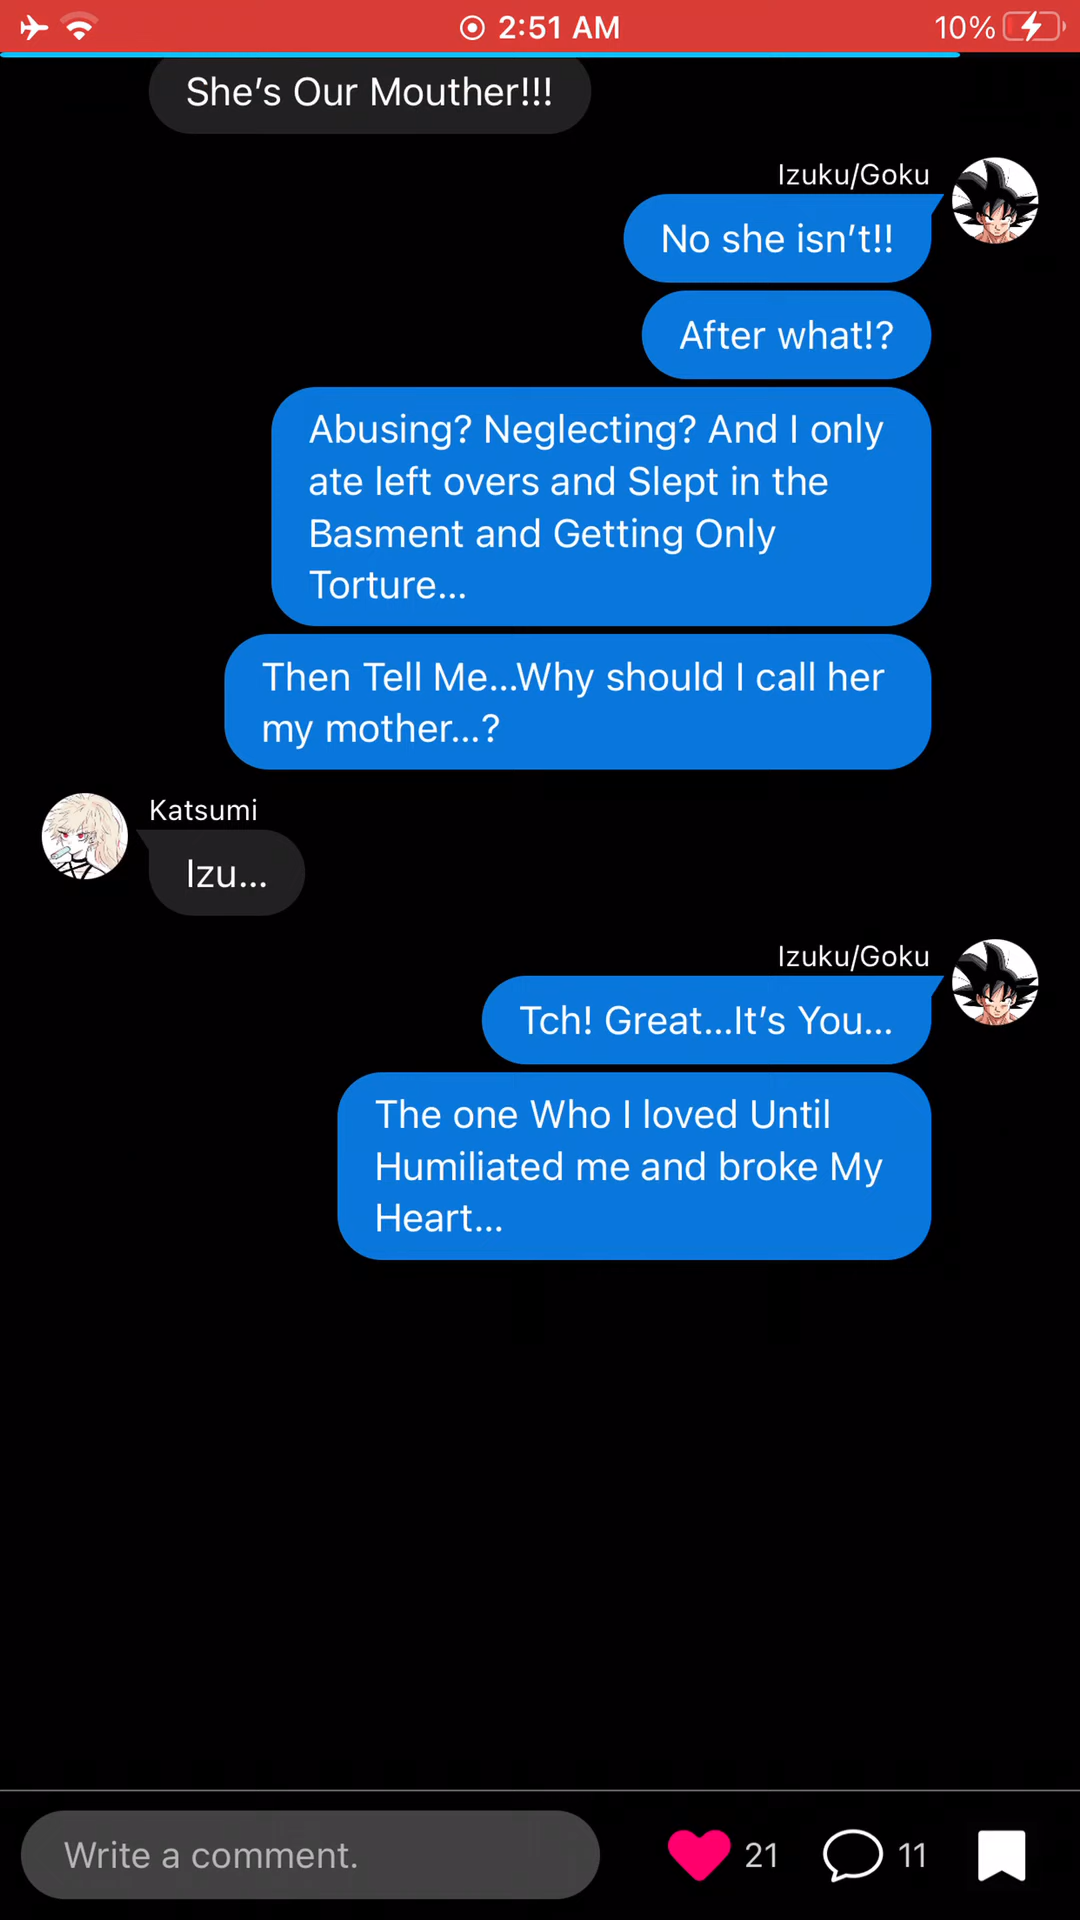 2:51 AM
10%
She’s Our Mouther!!!
Izuku/Goku
No she isn’t!!
After what!?
Abusing? Neglecting? And I only
ate left overs and Slept in the
Basment and Getting Only
Torture...
Then Tell Me...Why should I call her
my mother...?
Katsumi
Izu...
Izuku/Goku
Tch! Great...It’s You...
The one Who I loved Until
Humiliated me and broke My
Heart...
Write a comment.
21
11